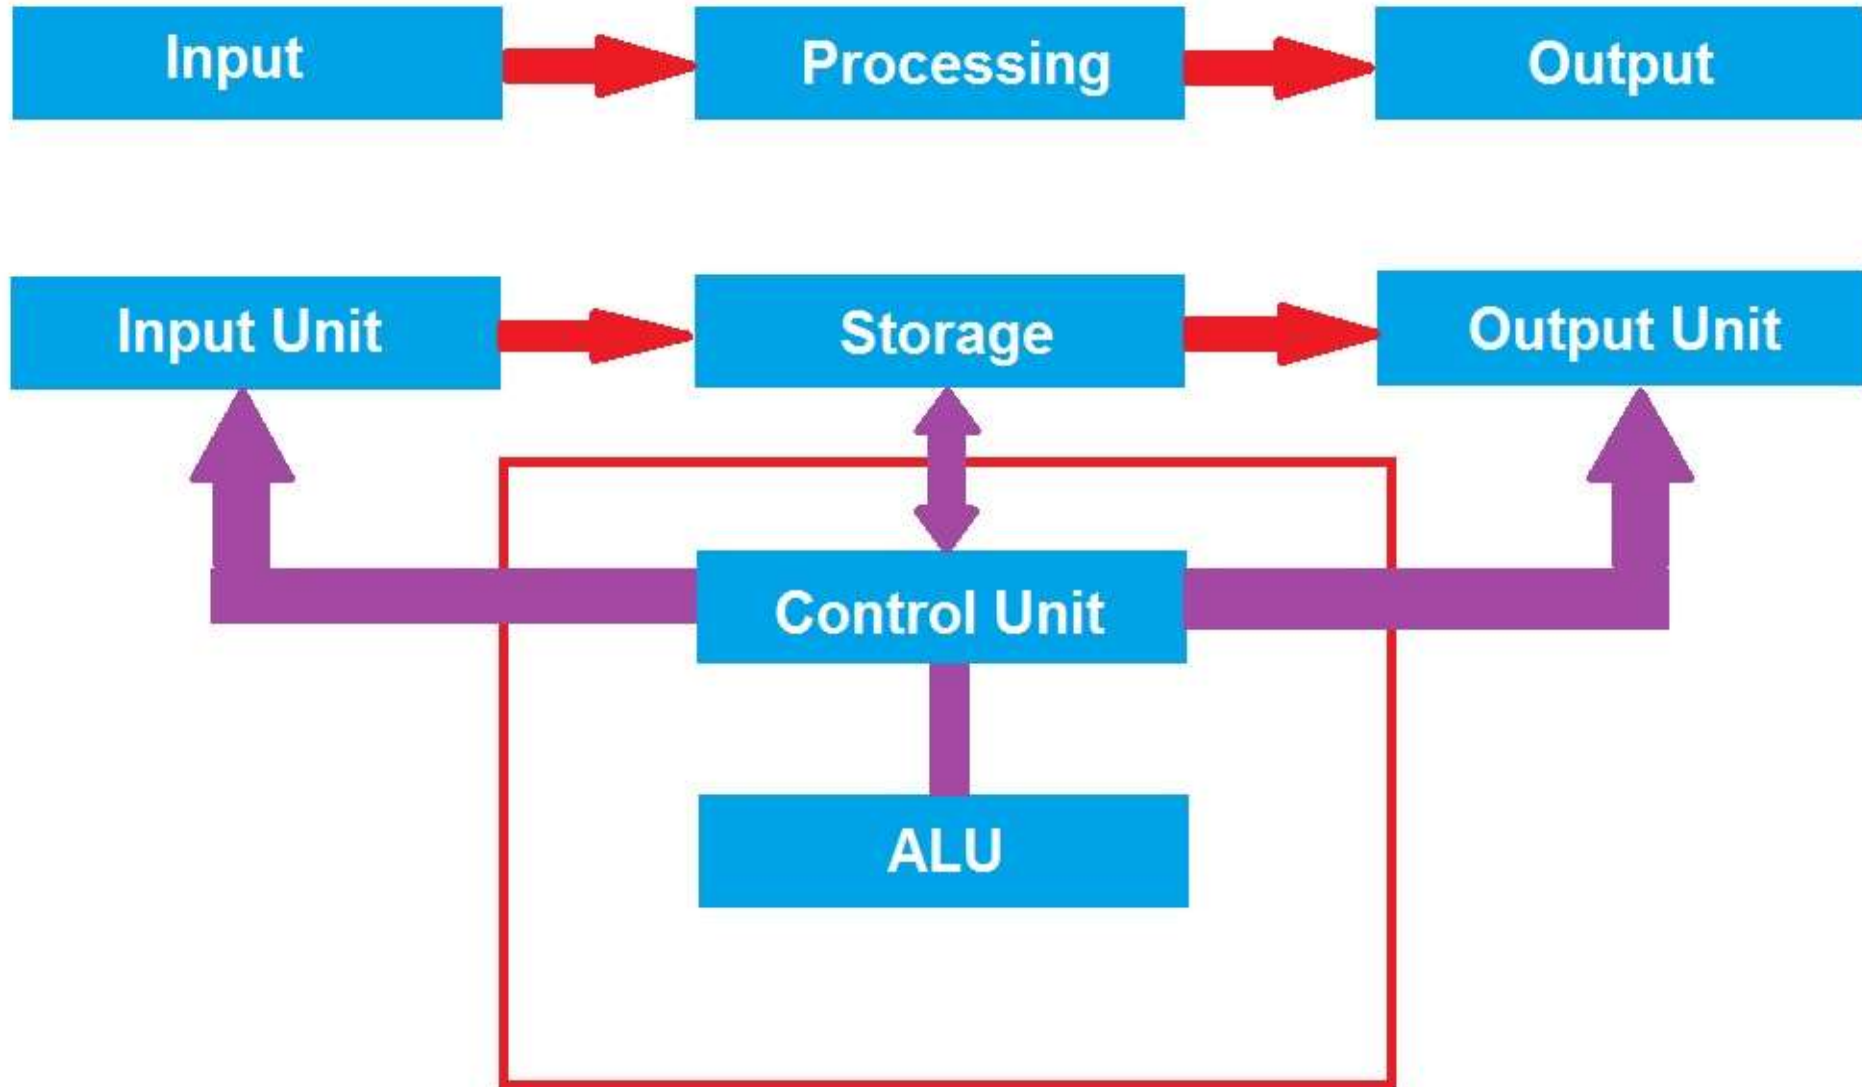 Input
Processing
Output
Input Unit
Storage
Output Unit
Control Unit
ALU